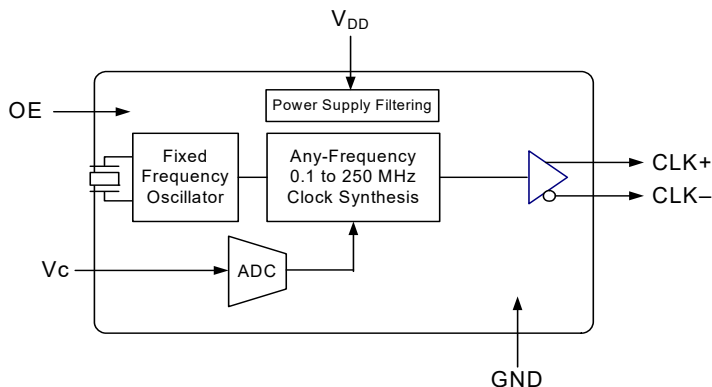 V_DD
OE
Power Supply Filtering
Fixed
Frequency
Oscillator
Any-Frequency
0.1 to 250 MHz
Clock Synthesis
CLK+
CLK–
Vc
ADC
GND